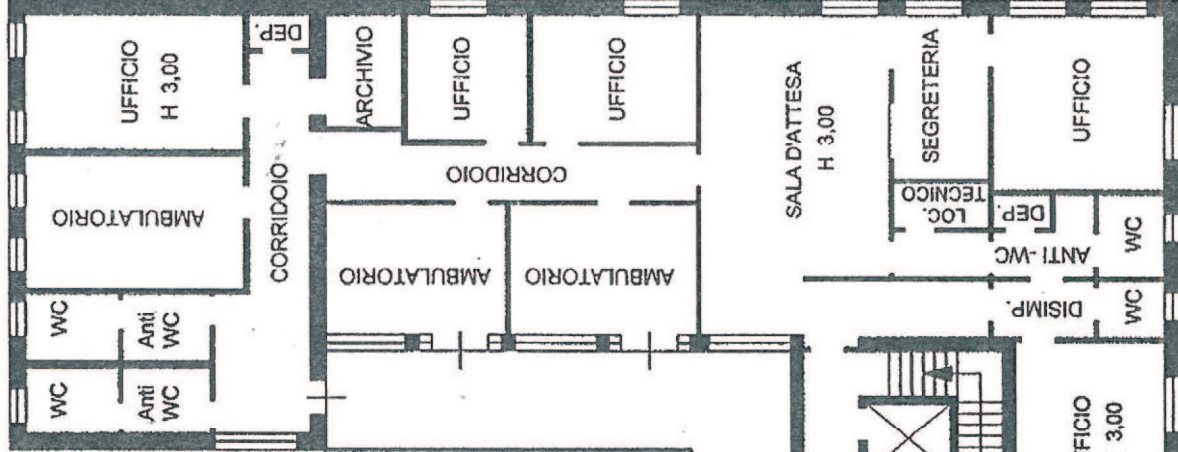 DEP.
UFFICIO
H 3,00
ARCHIVIO
UFFICIO
UFFICIO
SALA D'ATTESA
H 3,00
SEGRETERIA
UFFICIO
AMBULATORIO
CORRIDOIO
CORRIDOIO
LOC.
TECNICO
DEP.
ANTI-WC
WC
AMBULATORIO
AMBULATORIO
WC
Anti
WC
DISIMP.
WC
WC
Anti
WC
FICIO
3,00